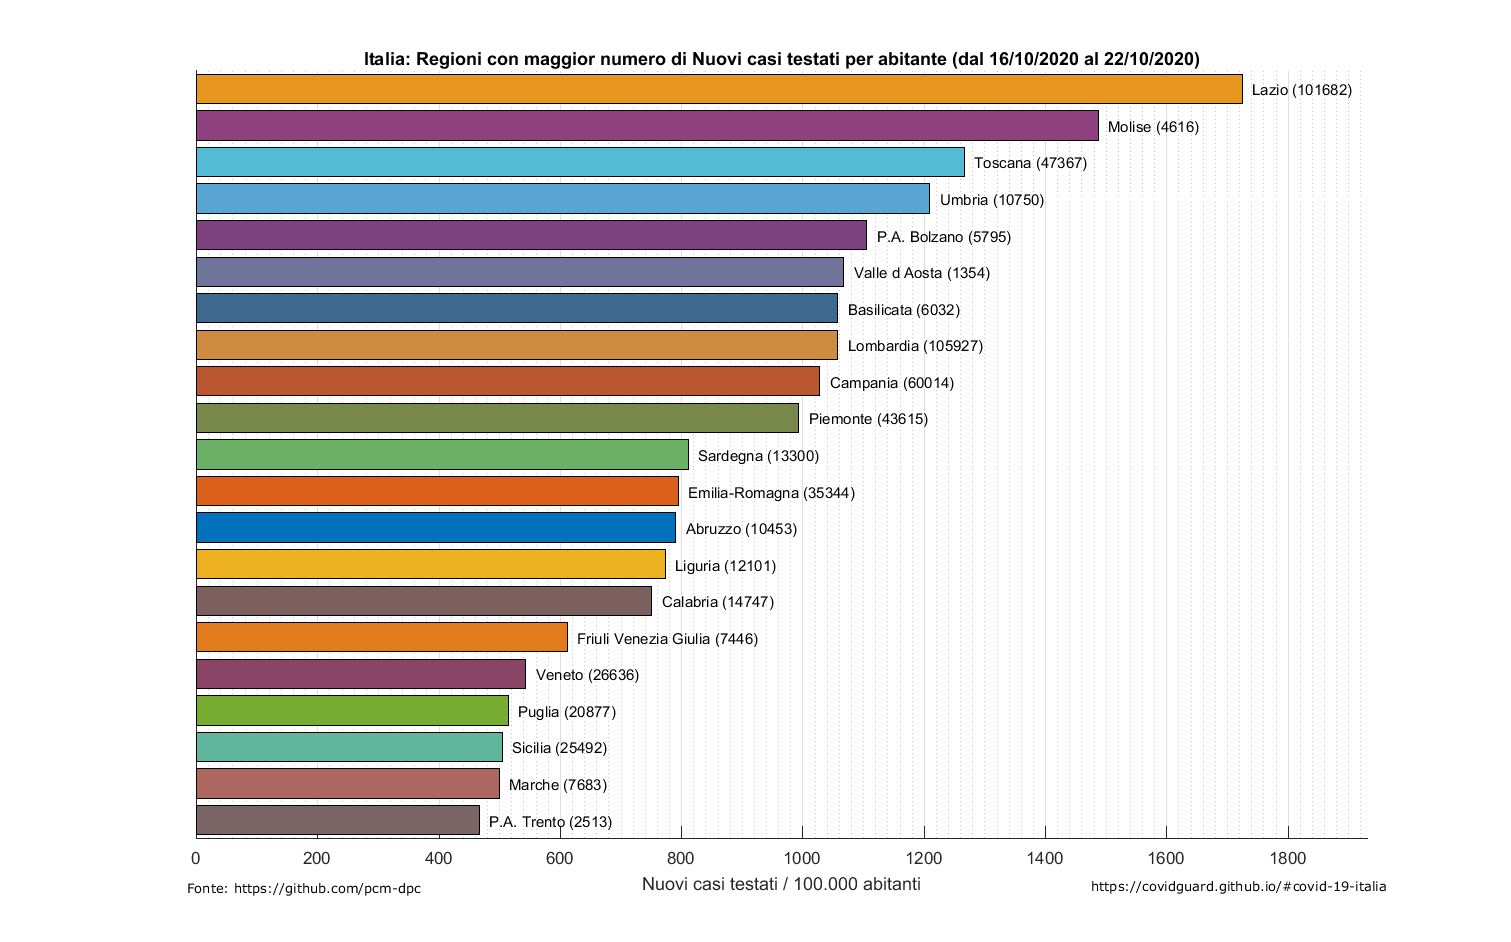 Italia: Regioni con maggior numero di Nuovi casi testati per abitante (dal 16/10/2020 al 22/10/2020)
Lazio (101682)
Molise (4616)
Toscana (47367)
Umbria (10750)
P.A. Bolzano (5795)
Valle d Aosta (1354)
Basilicata (6032)
Lombardia (105927)
Campania (60014)
Piemonte (43615)
Sardegna (13300)
Emilia-Romagna (35344)
Abruzzo (10453)
Liguria (12101)
Calabria (14747)
Friuli Venezia Giulia (7446)
Veneto (26636)
Puglia (20877)
Sicilia (25492)
Marche (7683)
P.A. Trento (2513)
0 200 400 600 800 1000 1200 1400 1600 1800
Nuovi casi testati / 100.000 abitanti
Fonte: https://github.com/pcm-dpc
https://covidguard.github.io/#covid-19-italia